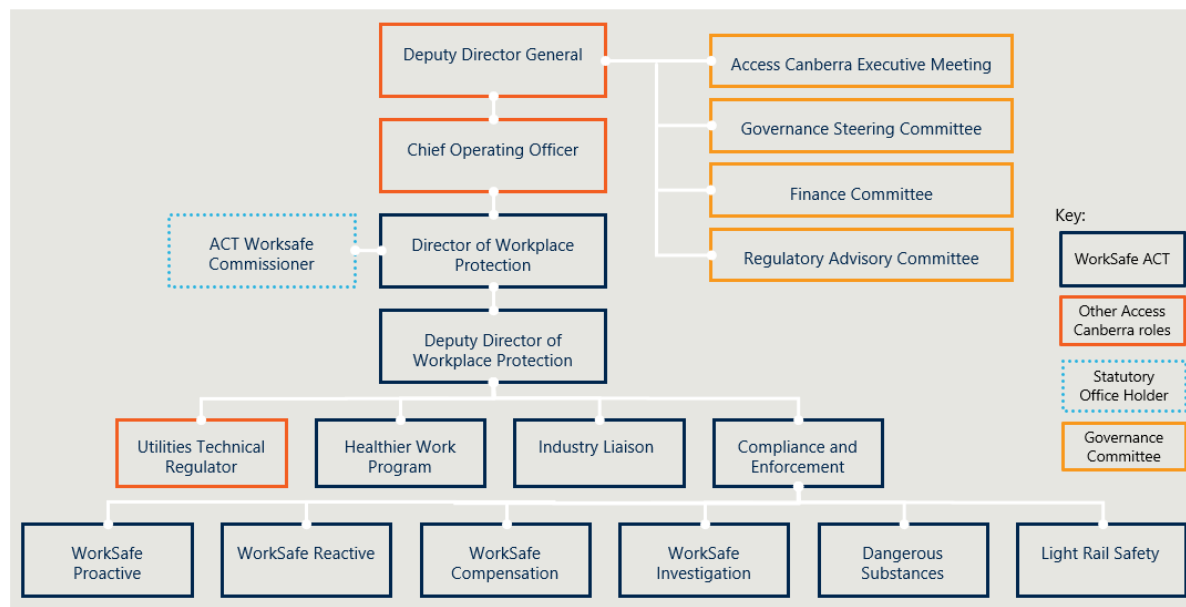 Deputy Director General
Access Canberra Executive Meeting
Governance Steering Committee
Chief Operating Officer
Finance Committee
ACT Worksafe
Commissioner
Director of Workplace
Protection
Regulatory Advisory Committee
Deputy Director of
Workplace Protection
Key:
WorkSafe ACT
Other Access
Canberra roles
Statutory
Office Holder
Governance
Committee
Utilities Technical
Regulator
Healthier Work
Program
Industry Liaison
Compliance and
Enforcement
WorkSafe
Proactive
WorkSafe Reactive
WorkSafe
Compensation
WorkSafe
Investigation
Dangerous
Substances
Light Rail Safety